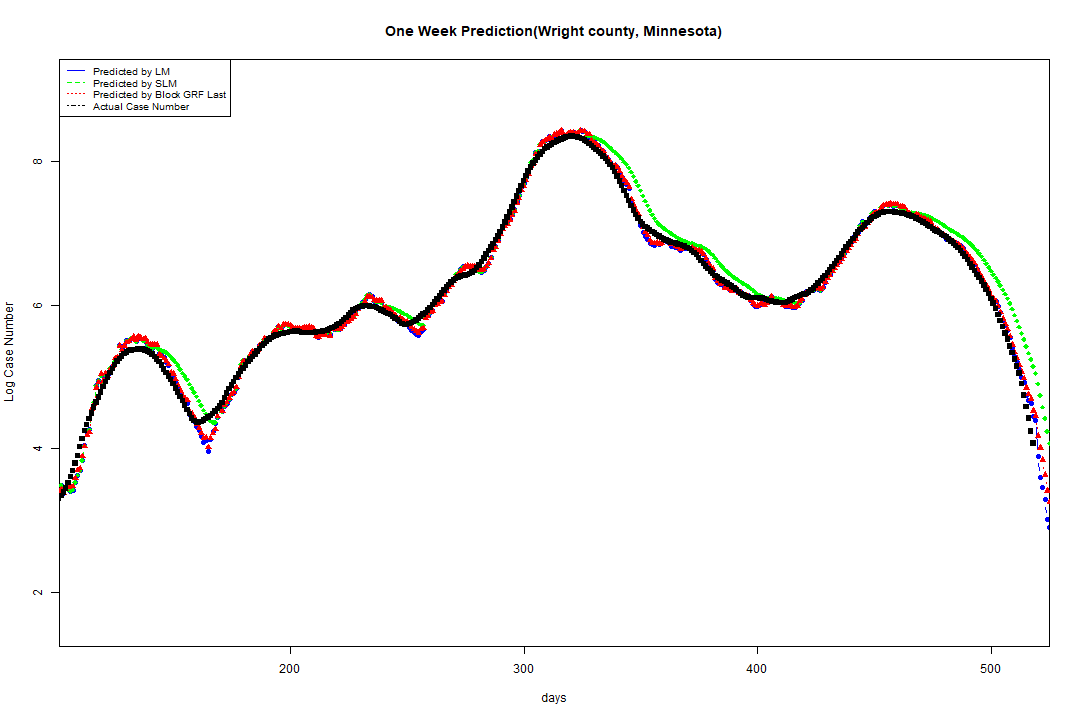 One Week Prediction(Wright county, Minnesota)
Predicted by LM
Predicted by SLM
Predicted by Block GRF Last
Actual Case Number
8
6
4
2
Log Case Number
200 300 400 500
days